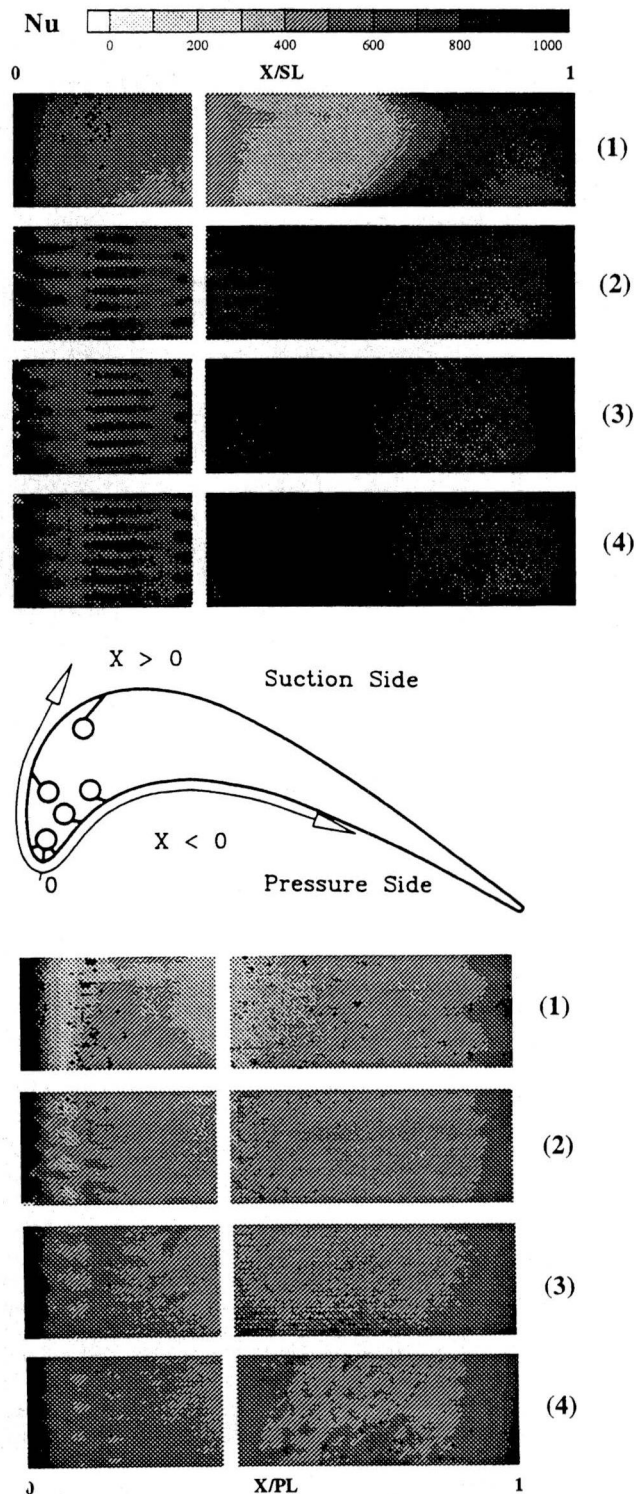 Nu
0 200 400 600 800 1000
0 X/SL 1
(1)
(2)
(3)
(4)
X > 0
Suction Side
X < 0
0
Pressure Side
(1)
(2)
(3)
(4)
0 X/PL 1